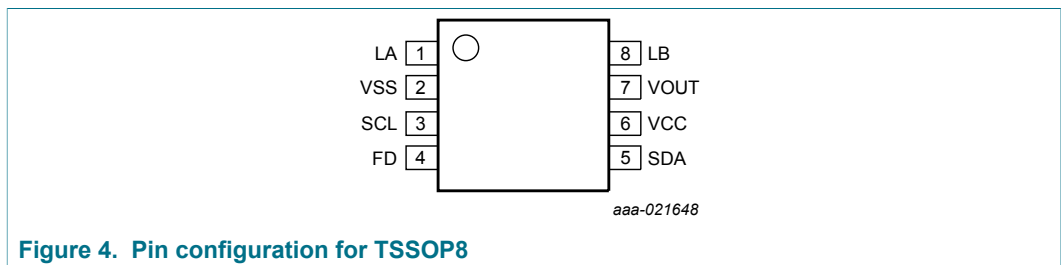 LA 1 8 LB
VSS 2 7 VOUT
SCL 3 6 VCC
FD 4 5 SDA
aaa-021648
Figure 4. Pin configuration for TSSOP8